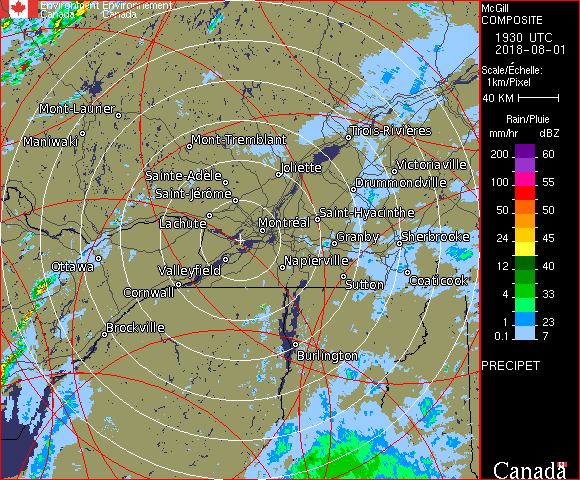 Environment Environnement
Canada Canada
Mont-Laurier
Maniwaki
Mont-Tremblant
Trois-Rivières
Joliette
Victoriaville
Sainte-Adèle
Drummondville
Saint-Jérôme
Lachute
Saint-Hyacinthe
Montréal
Granby
Sherbrooke
Ottawa
Valleyfield
Napierville
Cornwall
Sutton
Coaticook
Brockville
Burlington
McGill
COMPOSITE
1930 UTC
2018-08-01
Scale/Échelle:
1km/Pixel
40 KM
Rain/Pluie
mm/hr dBZ
200 60
100 55
50 50
24 45
12 40
8 33
4 33
1 23
0.1 7
PRECIPET
Canada